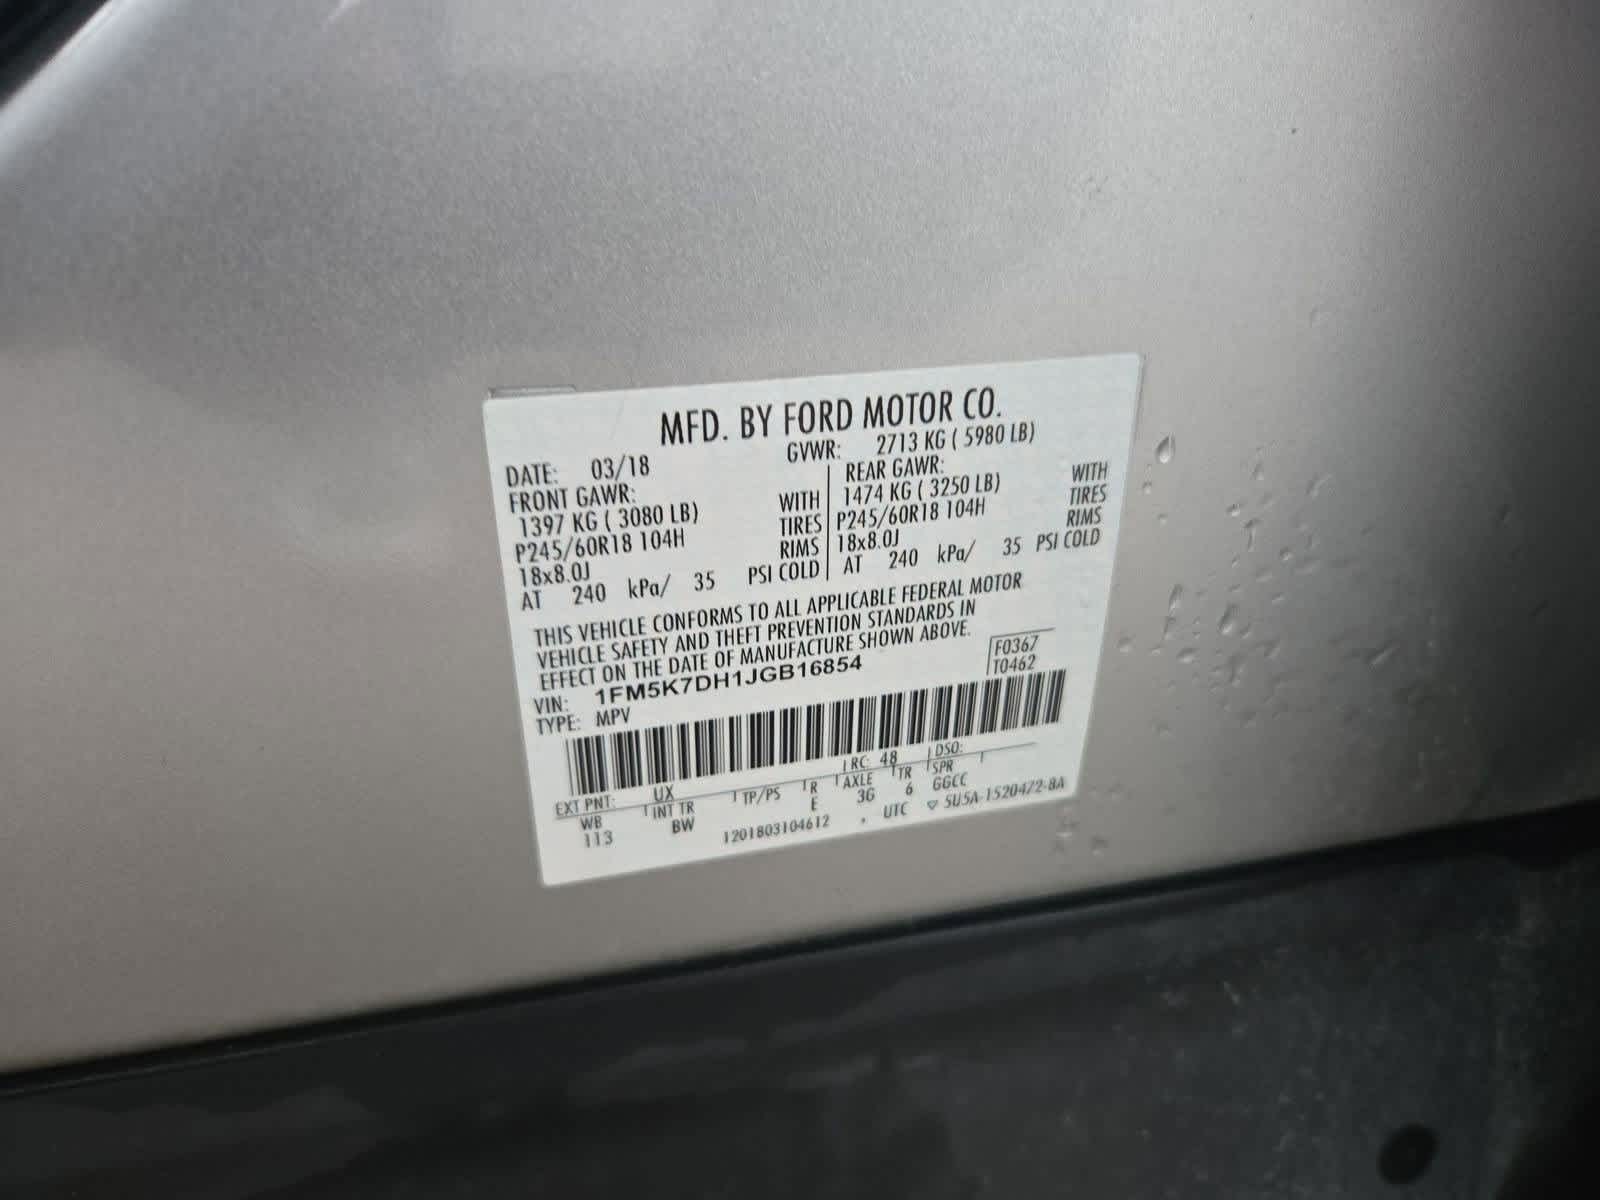 MFD. BY FORD MOTOR CO.
DATE: 03/18 GVWR: 2713 KG ( 5980 LB)
FRONT GAWR: REAR GAWR:
1397 KG ( 3080 LB) WITH 1474 KG ( 3250 LB) WITH
P245/60R18 104H TIRES P245/60R18 104H TIRES
18x8.0J RIMS 18x8.0J RIMS
AT 240 kPa/ 35 PSI COLD AT 240 kPa/ 35 PSI COLD
THIS VEHICLE CONFORMS TO ALL APPLICABLE FEDERAL MOTOR
VEHICLE SAFETY AND THEFT PREVENTION STANDARDS IN
EFFECT ON THE DATE OF MANUFACTURE SHOWN ABOVE.
F0367
VIN: 1FM5K7DH1JGB16854 T0462
TYPE: MPV
EXT PNT: UX RC: 48 DSO:
WB INT TR TP/PS R AXLE TR SPR
113 BW E 3G 6 GGCC
1201803104612 UTC ▽ 5U5A-1520472-BA